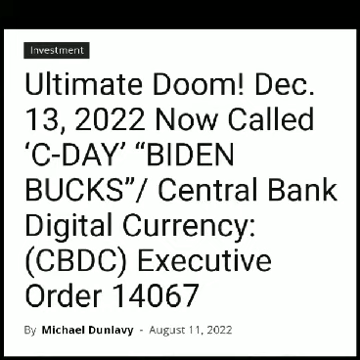 Investment
Ultimate Doom! Dec.
13, 2022 Now Called
‘C-DAY’ “BIDEN
BUCKS”/ Central Bank
Digital Currency:
(CBDC) Executive
Order 14067
By Michael Dunlavy - August 11, 2022